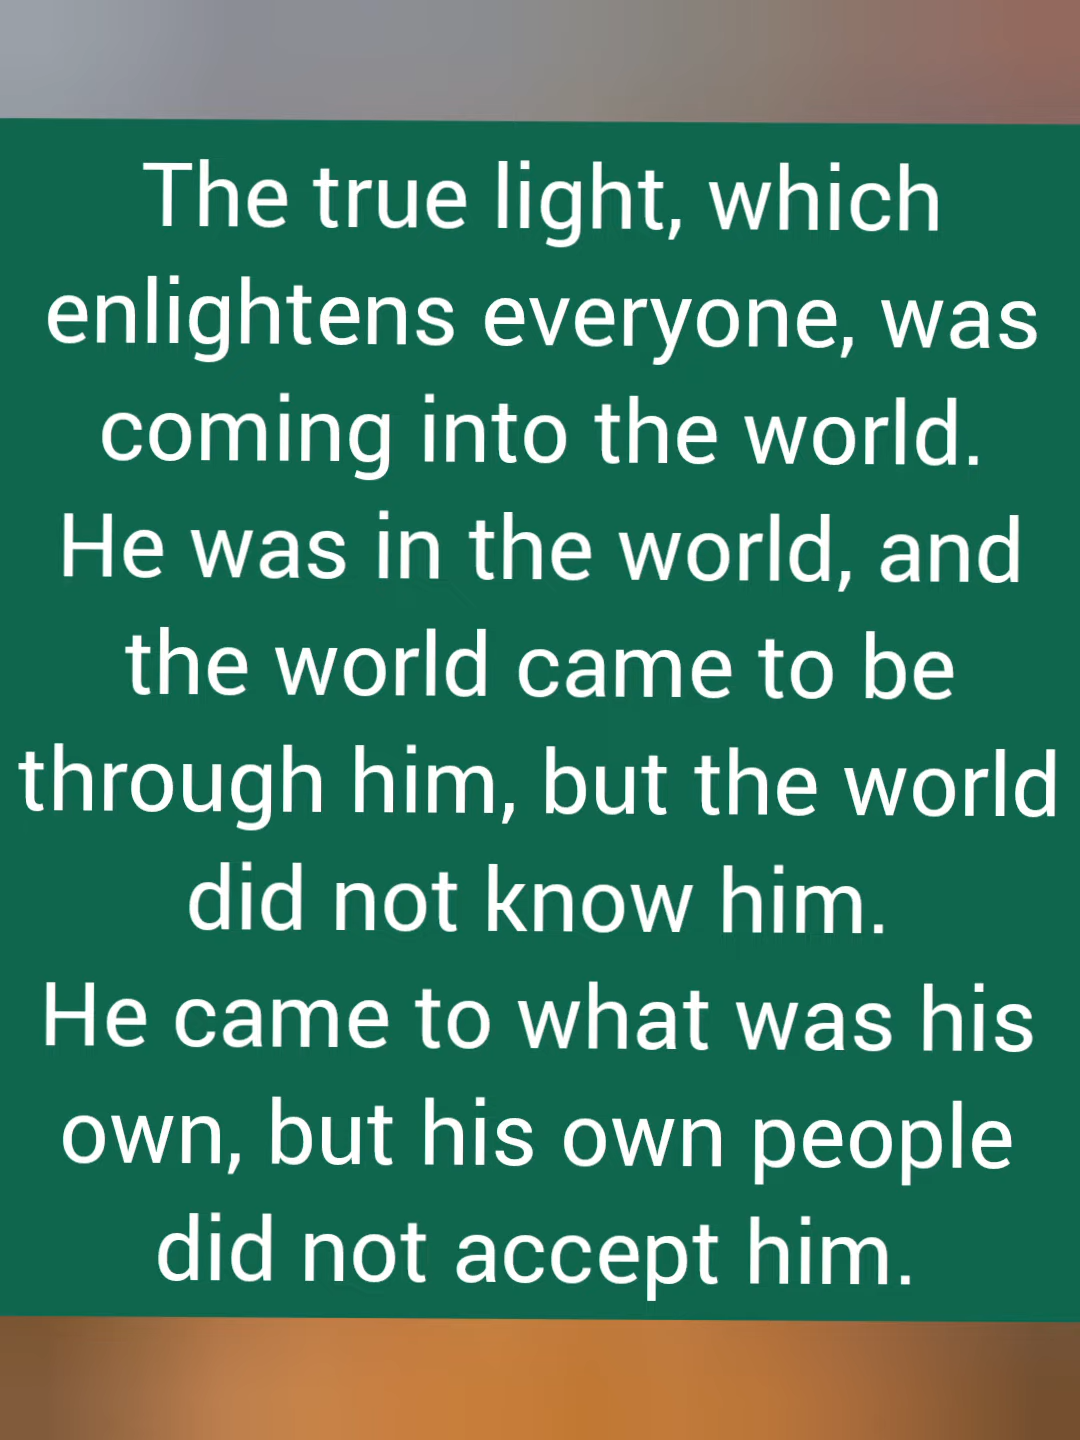 The true light, which
enlightens everyone, was
coming into the world.
He was in the world, and
the world came to be
through him, but the world
did not know him.
He came to what was his
own, but his own people
did not accept him.